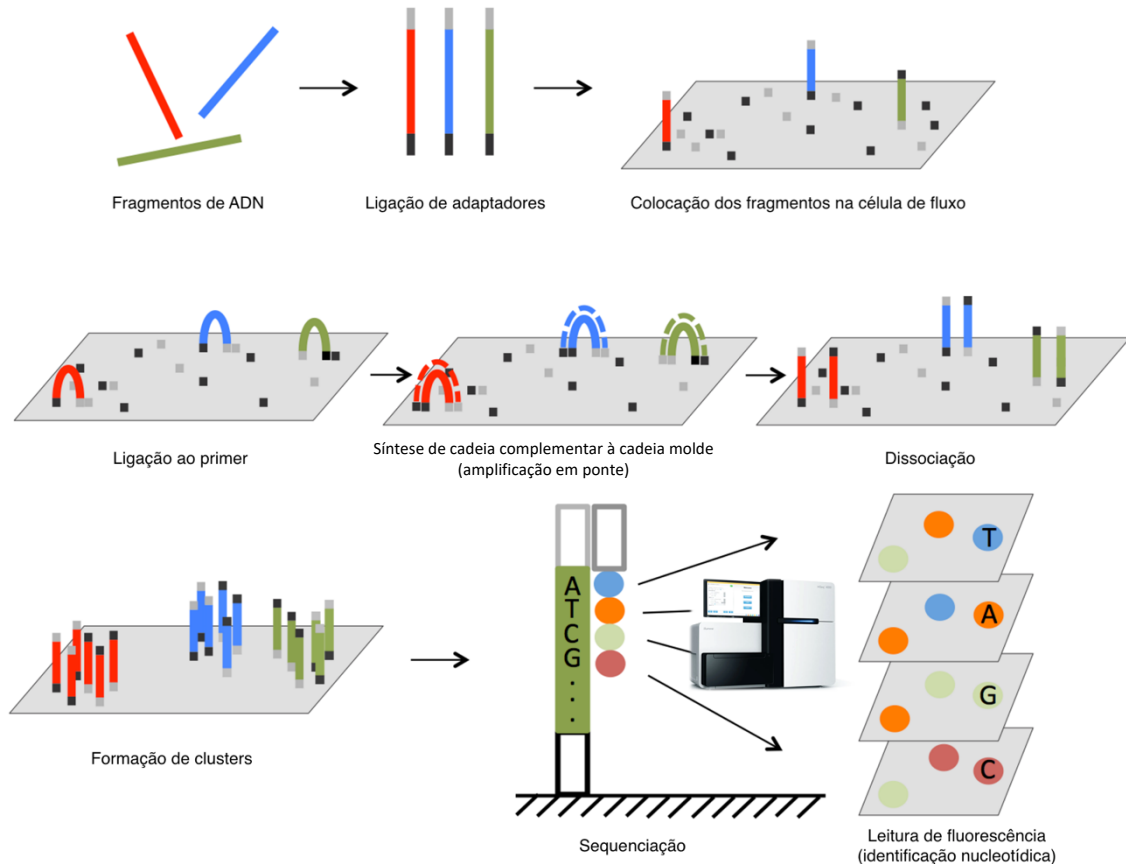 Fragmentos de ADN
Ligação de adaptadores
Colocação dos fragmentos na célula de fluxo
Ligação ao primer
Síntese de cadeia complementar à cadeia molde
(amplificação em ponte)
Dissociação
Formação de clusters
A
T
C
G
.
.
.
Sequenciação
T
A
G
C
Leitura de fluorescência
(identificação nucleotídica)